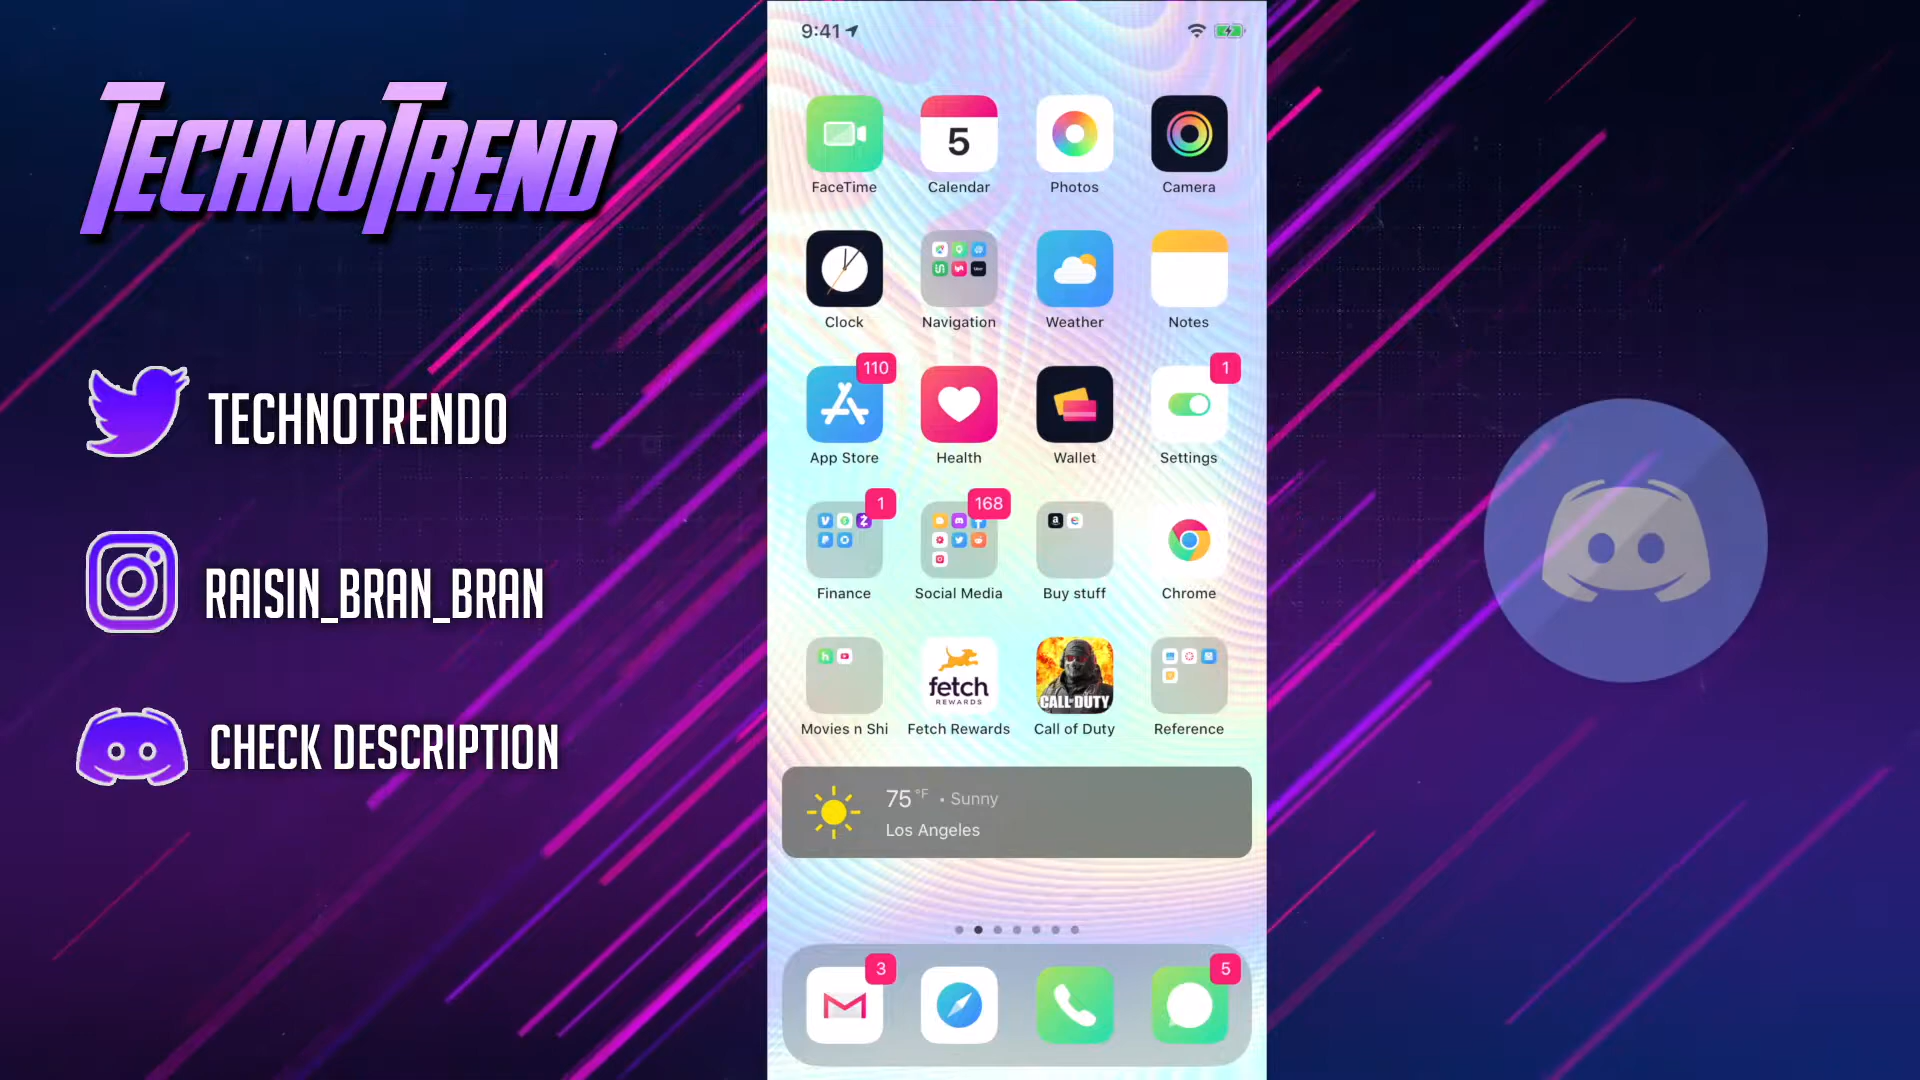 TECHNOTREND
TECHNOTRENDO
RAISIN_BRAN_BRAN
CHECK DESCRIPTION
9:41
5
FaceTime
Calendar
Photos
Camera
Clock
Navigation
Weather
Notes
110
1
App Store
Health
Wallet
Settings
1
168
Finance
Social Media
Buy stuff
Chrome
fetch
REWARDS
CALL OF DUTY
Movies n Shi
Fetch Rewards
Call of Duty
Reference
75°F • Sunny
Los Angeles
3
5